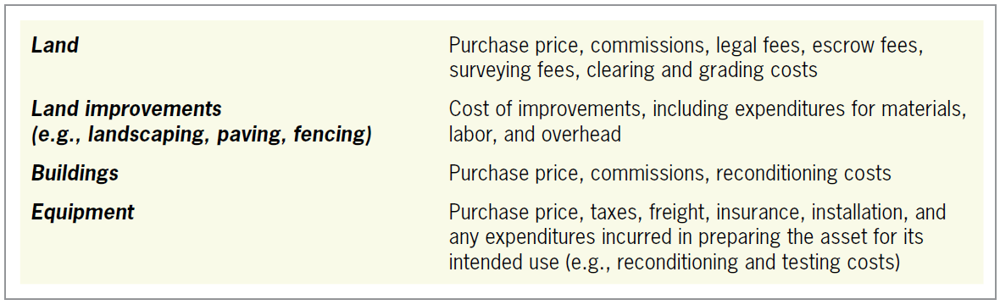 Land
Purchase price, commissions, legal fees, escrow fees,
surveying fees, clearing and grading costs
Land improvements
(e.g., landscaping, paving, fencing)
Cost of improvements, including expenditures for materials,
labor, and overhead
Buildings
Purchase price, commissions, reconditioning costs
Equipment
Purchase price, taxes, freight, insurance, installation, and
any expenditures incurred in preparing the asset for its
intended use (e.g., reconditioning and testing costs)